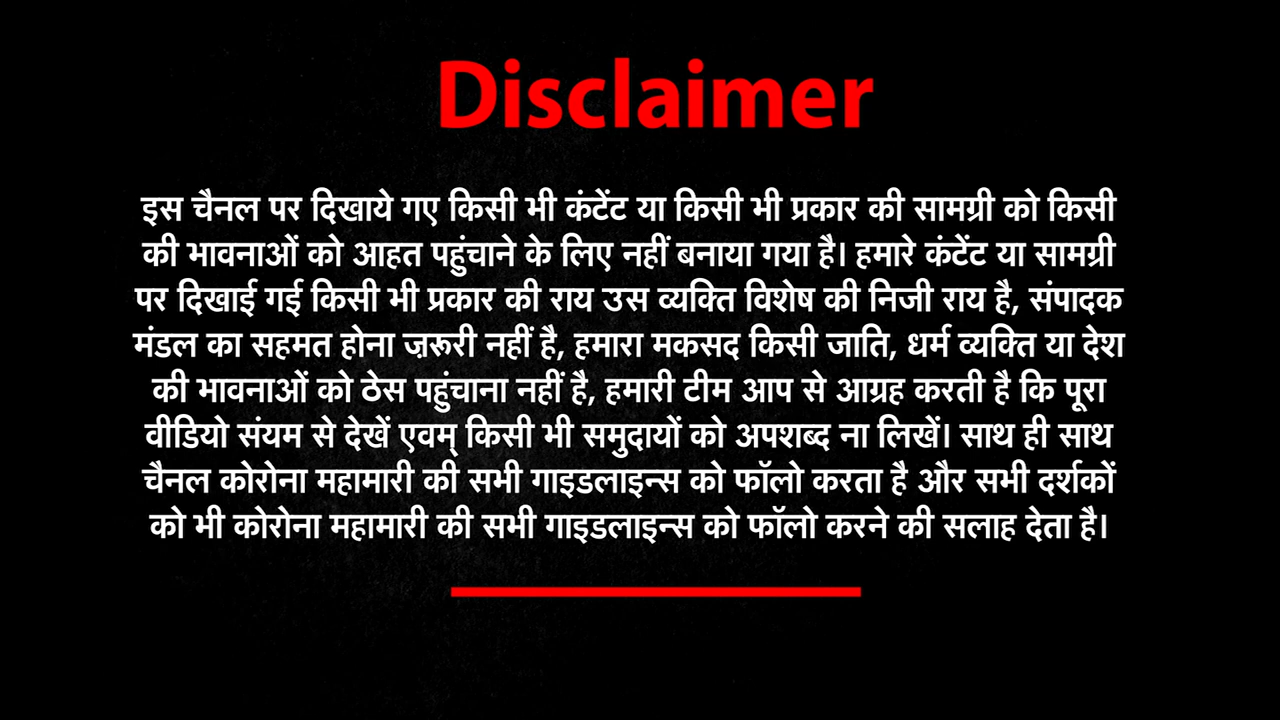 Disclaimer
इस चैनल पर दिखाये गए किसी भी कंटेंट या किसी भी प्रकार की सामग्री को किसी
की भावनाओं को आहत पहुंचाने के लिए नहीं बनाया गया है। हमारे कंटेंट या सामग्री
पर दिखाई गई किसी भी प्रकार की राय उस व्यक्ति विशेष की निजी राय है, संपादक
मंडल का सहमत होना ज़रूरी नहीं है, हमारा मकसद किसी जाति, धर्म व्यक्ति या देश
की भावनाओं को ठेस पहुंचाना नहीं है, हमारी टीम आप से आग्रह करती है कि पूरा
वीडियो संयम से देखें एवम् किसी भी समुदायों को अपशब्द ना लिखें। साथ ही साथ
चैनल कोरोना महामारी की सभी गाइडलाइन्स को फॉलो करता है और सभी दर्शकों
को भी कोरोना महामारी की सभी गाइडलाइन्स को फॉलो करने की सलाह देता है।